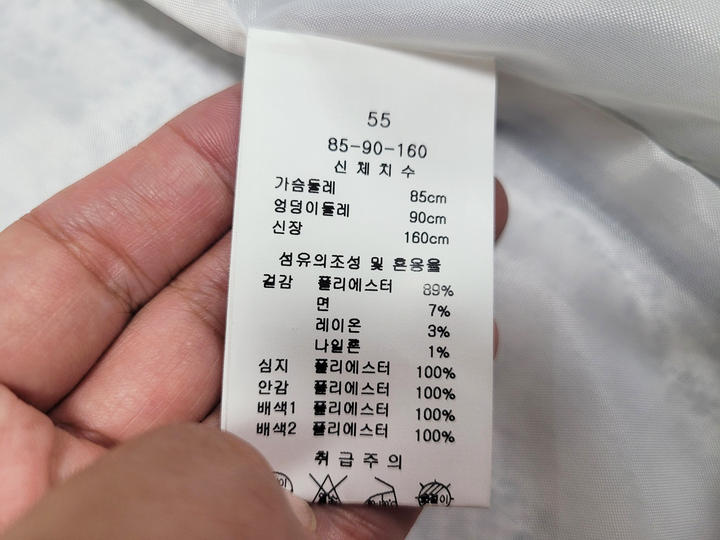 55
85-90-160
신체치수
가슴둘레 85cm
엉덩이둘레 90cm
신장 160cm
섬유의조성 및 혼용율
겉감 폴리에스터 89%
면 7%
레이온 3%
나일론 1%
심지 폴리에스터 100%
안감 폴리에스터 100%
배색1 폴리에스터 100%
배색2 폴리에스터 100%
취급주의